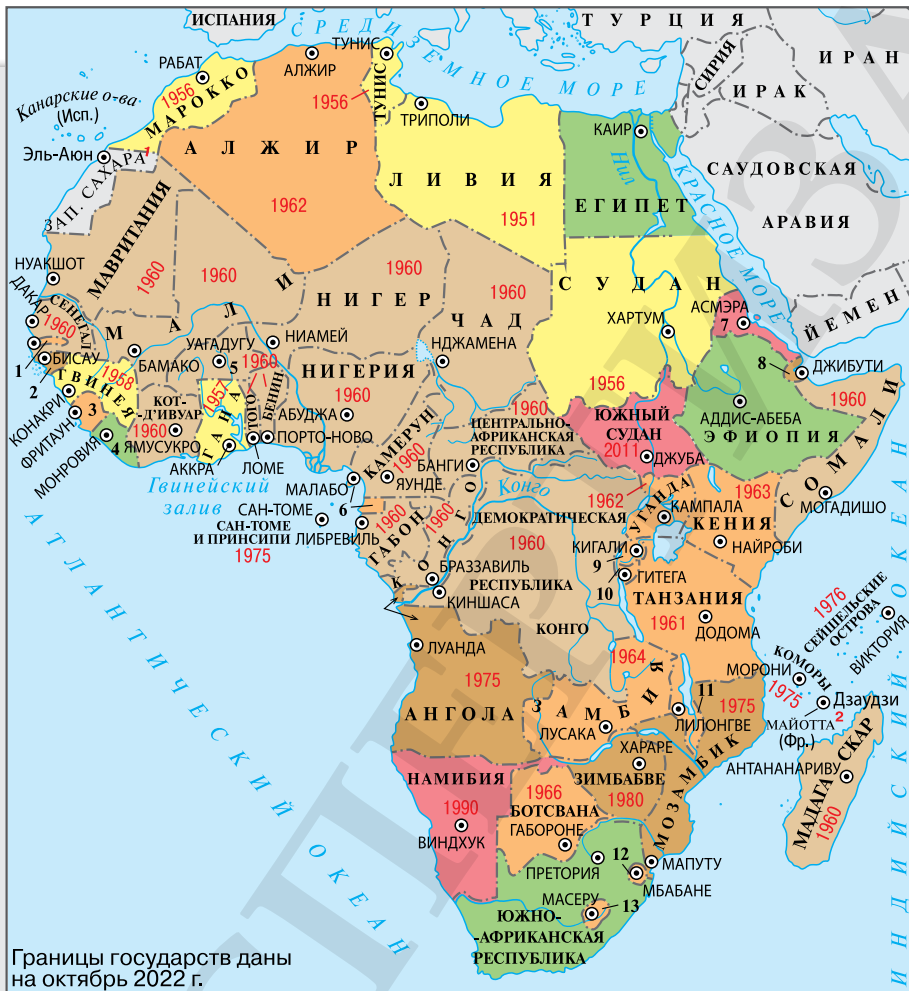 ИСПАНИЯ
СРЕДИЗЕМНОЕ МОРЕ
ТУРЦИЯ
СИРИЯ
ИРАК
ИРАН
САУДОВСКАЯ
АРАВИЯ
ЙЕМЕН
КРАСНОЕ МОРЕ
Канарские о-ва
(Исп.)
РАБАТ
1956
МАРОККО
Эль-Аюн
ЗАП. САХАРА
1
АЛЖИР
АЛЖИР
1962
ТУНИС
ТУНИС
1956
ТРИПОЛИ
ЛИВИЯ
1951
КАИР
Нил
ЕГИПЕТ
НУАКШОТ
МАВРИТАНИЯ
1960
МАЛИ
1960
БАМАКО
НИГЕР
1960
НИАМЕЙ
ЧАД
1960
НДЖАМЕНА
СУДАН
ХАРТУМ
1956
АСМЭРА
7
8
ДЖИБУТИ
АДДИС-АБЕБА
ЭФИОПИЯ
СОМАЛИ
1960
МОГАДИШО
ДАКАР
СЕНЕГАЛ
1960
1
БИСАУ
2
ГВИНЕЯ
1958
КОНАКРИ
ФРИТАУН
3
МОНРОВИЯ
4
КОТ-
-Д'ИВУАР
1960
ЯМУСУКРО
УАГАДУГУ
5
1960
ГАНА
1957
АККРА
ТОГО
ЛОМЕ
БЕНИН
ПОРТО-НОВО
НИГЕРИЯ
1960
АБУДЖА
КАМЕРУН
1960
ЯУНДЕ
1960
ЦЕНТРАЛЬНО-
АФРИКАНСКАЯ
РЕСПУБЛИКА
БАНГИ
ЮЖНЫЙ
СУДАН
2011
ДЖУБА
Гвинейский
залив
МАЛАБО
6
САН-ТОМЕ
САН-ТОМЕ
И ПРИНСИПИ
1975
ЛИБРЕВИЛЬ
ГАБОН
1960
КОНГО
1960
БРАЗЗАВИЛЬ
Конго
ДЕМОКРАТИЧЕСКАЯ
1960
РЕСПУБЛИКА
КОНГО
КИНШАСА
К
1962
УГАНДА
КАМПАЛА
1963
КЕНИЯ
НАЙРОБИ
КИГАЛИ
9
10
ГИТЕГА
ТАНЗАНИЯ
1961
ДОДОМА
1976
СЕЙШЕЛЬСКИЕ
ОСТРОВА
ВИКТОРИЯ
КОМОРЫ
МОРОНИ
1975
Дзаудзи
МАЙОТТА 2
(Фр.)
ЛУАНДА
1975
АНГОЛА
ЗАМБИЯ
1964
ЛУСАКА
11
ЛИЛОНГВЕ
1975
МОЗАМБИК
ХАРАРЕ
ЗИМБАБВЕ
1980
МАДАГАСКАР
АНТАНАНАРИВУ
1960
НАМИБИЯ
1990
ВИНДХУК
1966
БОТСВАНА
ГАБОРОНЕ
ПРЕТОРИЯ
12
МАПУТУ
МБАБАНЕ
МАСЕРУ
13
ЮЖНО-
-АФРИКАНСКАЯ
РЕСПУБЛИКА
АТЛАНТИЧЕСКИЙ ОКЕАН
ИНДИЙСКИЙ ОКЕАН
Границы государств даны
на октябрь 2022 г.